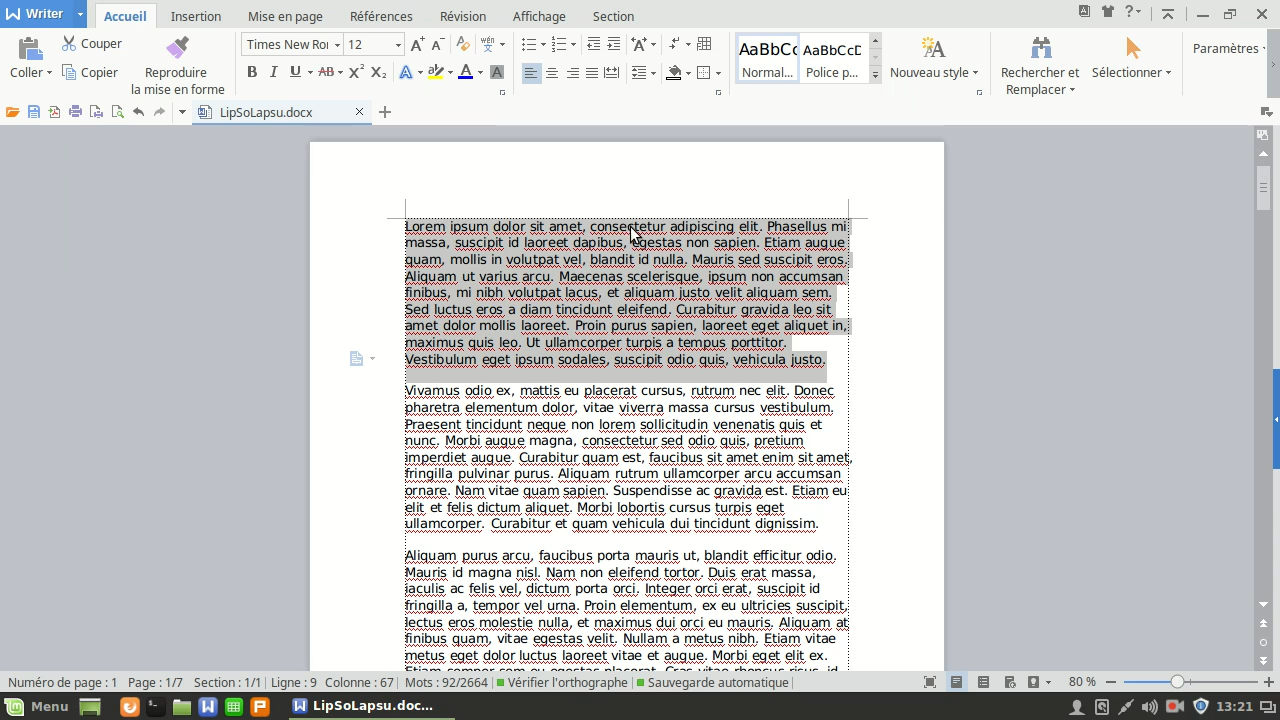 Writer
Accueil Insertion Mise en page Références Révision Affichage Section
Coller Couper Copier Reproduire la mise en forme
Times New Ror 12
AaBbCc AaBbCcD
Normal... Police p...
Nouveau style Rechercher et Remplacer Sélectionner Paramètres
LipSoLapsu.docx
Lorem ipsum dolor sit amet, consectetur adipiscing elit. Phasellus mi
massa, suscipit id laoreet dapibus, egestas non sapien. Etiam augue
quam, mollis in volutpat vel, blandit id nulla. Mauris sed suscipit eros.
Aliquam ut varius arcu. Maecenas scelerisque, ipsum non accumsan
finibus, mi nibh volutpat lacus, et aliquam justo velit aliquam sem.
Sed luctus eros a diam tincidunt eleifend. Curabitur gravida leo sit
amet dolor mollis laoreet. Proin purus sapien, laoreet eget aliquet in,
maximus quis leo. Ut ullamcorper turpis a tempus porttitor.
Vestibulum eget ipsum sodales, suscipit odio quis, vehicula justo.
Vivamus odio ex, mattis eu placerat cursus, rutrum nec elit. Donec
pharetra elementum dolor, vitae viverra massa cursus vestibulum.
Praesent tincidunt neque non lorem sollicitudin venenatis quis et
nunc. Morbi augue magna, consectetur sed odio quis, pretium
imperdiet augue. Curabitur quam est, faucibus sit amet enim sit amet,
fringilla pulvinar purus. Aliquam rutrum ullamcorper arcu accumsan
ornare. Nam vitae quam sapien. Suspendisse ac gravida est. Etiam eu
elit et felis dictum aliquet. Morbi lobortis cursus turpis eget
ullamcorper. Curabitur et quam vehicula dui tincidunt dignissim.
Aliquam purus arcu, faucibus porta mauris ut, blandit efficitur odio.
Mauris id magna nisl. Nam non eleifend tortor. Duis erat massa,
iaculis ac felis vel, dictum porta orci. Integer orci erat, suscipit id
fringilla a, tempor vel urna. Proin elementum, ex eu ultricies suscipit,
lectus eros molestie nulla, et maximus dui orci eu mauris. Aliquam at
finibus quam, vitae egestas velit. Nullam a metus nibh. Etiam vitae
metus eget dolor luctus laoreet vitae et augue. Morbi eget elit ex.
Numéro de page : 1 Page : 1/7 Section : 1/1 Ligne : 9 Colonne : 67 Mots : 92/2664 Vérifier l'orthographe Sauvegarde automatique 80 %
Menu LipSoLapsu.doc... 13:21